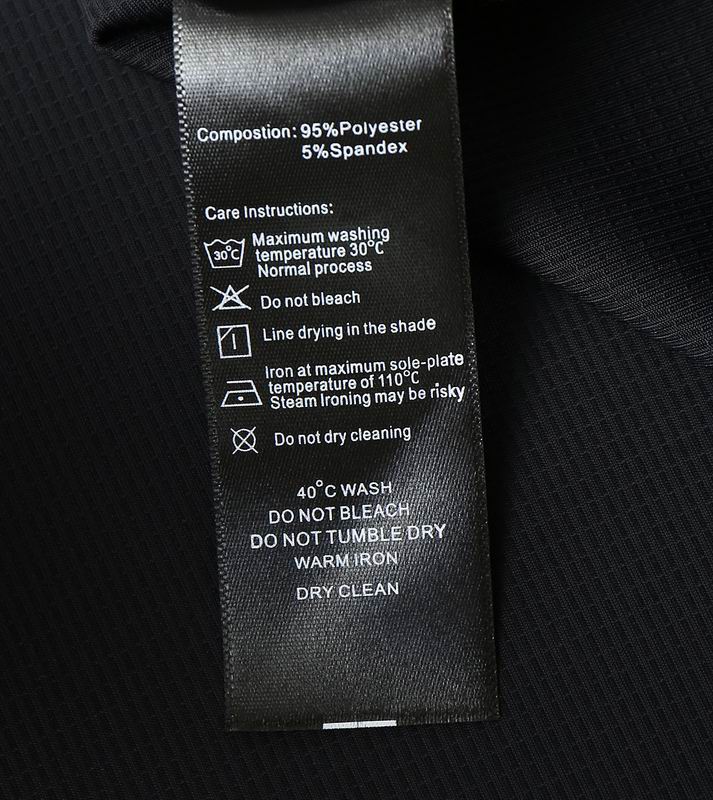 Compostion: 95%Polyester
5%Spandex
Care Instructions:
30°C
Maximum washing
temperature 30°C
Normal process
Do not bleach
Line drying in the shade
Iron at maximum sole-plate
temperature of 110°C
Steam Ironing may be risky
Do not dry cleaning
40°C WASH
DO NOT BLEACH
DO NOT TUMBLE DRY
WARM IRON
DRY CLEAN